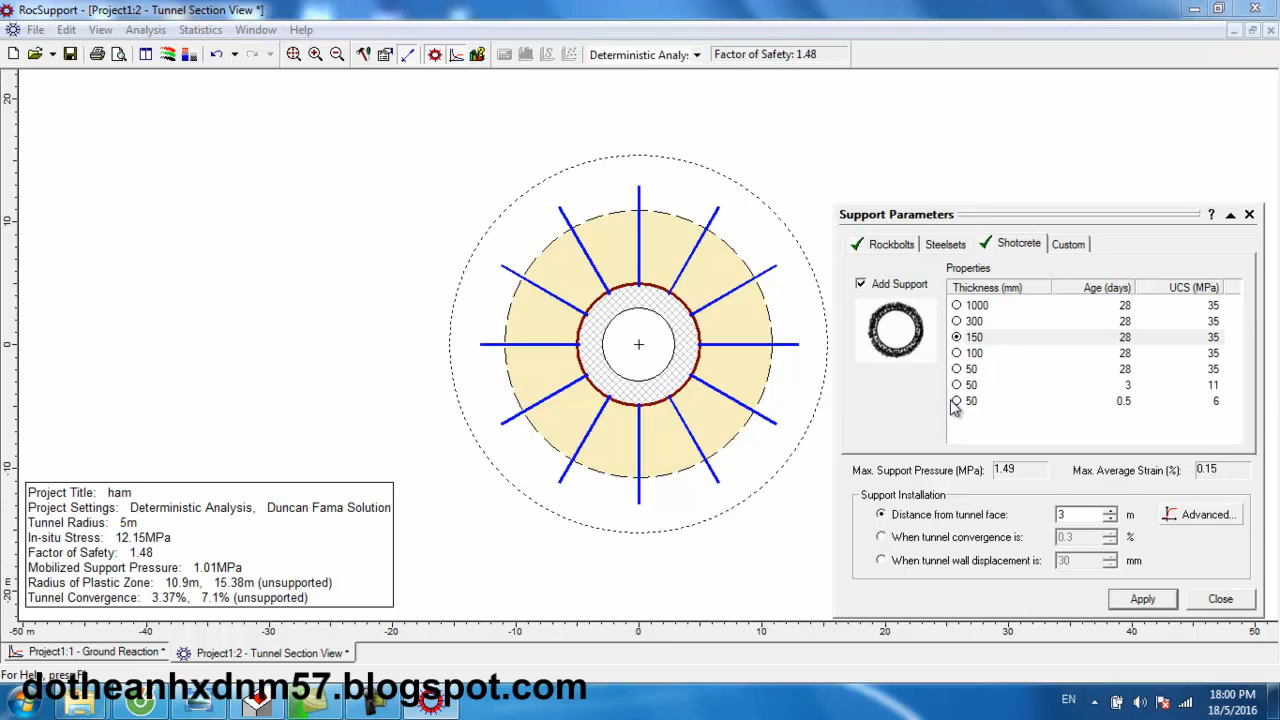 RocSupport - [Project1:2 - Tunnel Section View *]
File Edit View Analysis Statistics Window Help
Deterministic Analy: Factor of Safety: 1.48
20
10
0
-10
-20
m
Support Parameters ?
Rockbolts Steelsets Shotcrete Custom
Add Support
Properties
Thickness (mm) Age (days) UCS (MPa)
1000 28 35
300 28 35
150 28 35
100 28 35
50 28 35
50 3 11
50 0.5 6
Max. Support Pressure (MPa): 1.49 Max. Average Strain (%): 0.15
Support Installation
Distance from tunnel face: 3 m Advanced...
When tunnel convergence is: 0.3 %
When tunnel wall displacement is: 30 mm
Apply Close
Project Title: ham
Project Settings: Deterministic Analysis, Duncan Fama Solution
Tunnel Radius: 5m
In-situ Stress: 12.15MPa
Factor of Safety: 1.48
Mobilized Support Pressure: 1.01MPa
Radius of Plastic Zone: 10.9m, 15.38m (unsupported)
Tunnel Convergence: 3.37%, 7.1% (unsupported)
-50 m -40 -30 -20 -10 0 10 20 30 40 50
Project1:1 - Ground Reaction * Project1:2 - Tunnel Section View *
For Help, press F
dotheanhxdnm57.blogspot.com
EN
18:00 PM
18/5/2016